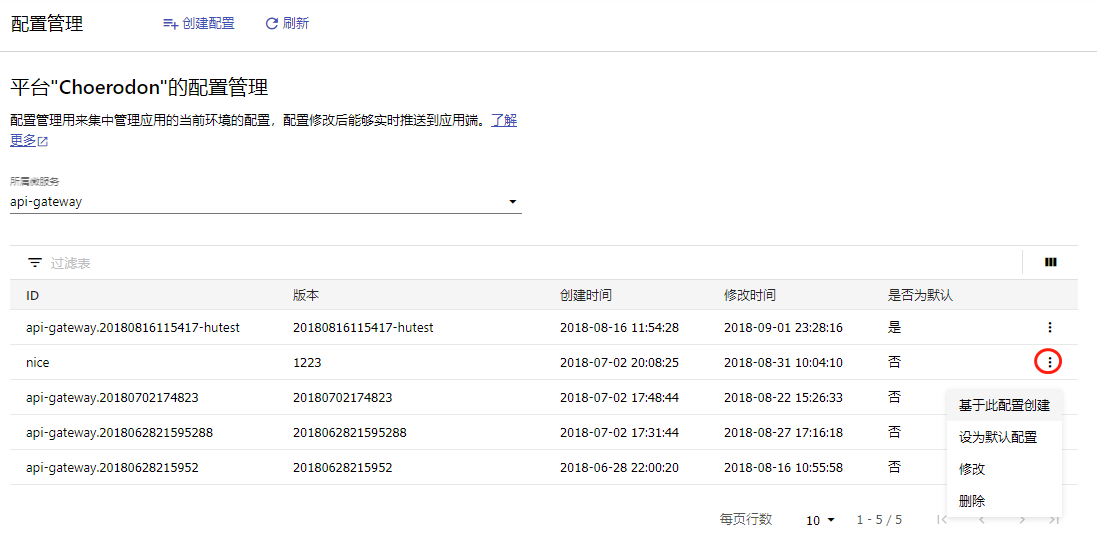 配置管理 创建配置 刷新
平台"Choerodon"的配置管理
配置管理用来集中管理应用的当前环境的配置，配置修改后能够实时推送到应用端。了解
更多
所属微服务
api-gateway
过滤表
ID 版本 创建时间 修改时间 是否为默认
api-gateway.20180816115417-hutest 20180816115417-hutest 2018-08-16 11:54:28 2018-09-01 23:28:16 是
nice 1223 2018-07-02 20:08:25 2018-08-31 10:04:10 否
api-gateway.20180702174823 20180702174823 2018-07-02 17:48:44 2018-08-22 15:26:33 否
基于此配置创建
api-gateway.2018062821595288 2018062821595288 2018-07-02 17:31:44 2018-08-27 17:16:18 否
设为默认配置
api-gateway.20180628215952 20180628215952 2018-06-28 22:00:20 2018-08-16 10:55:58 否
修改
删除
每页行数 10 1 - 5 / 5